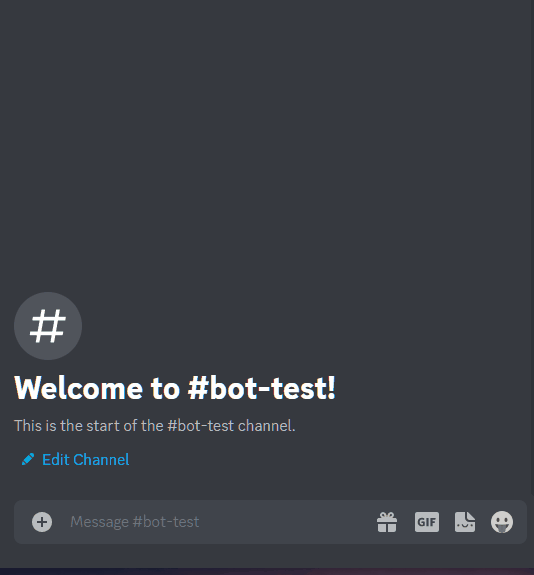 #
Welcome to #bot-test!
This is the start of the #bot-test channel.
Edit Channel
Message #bot-test
GIF